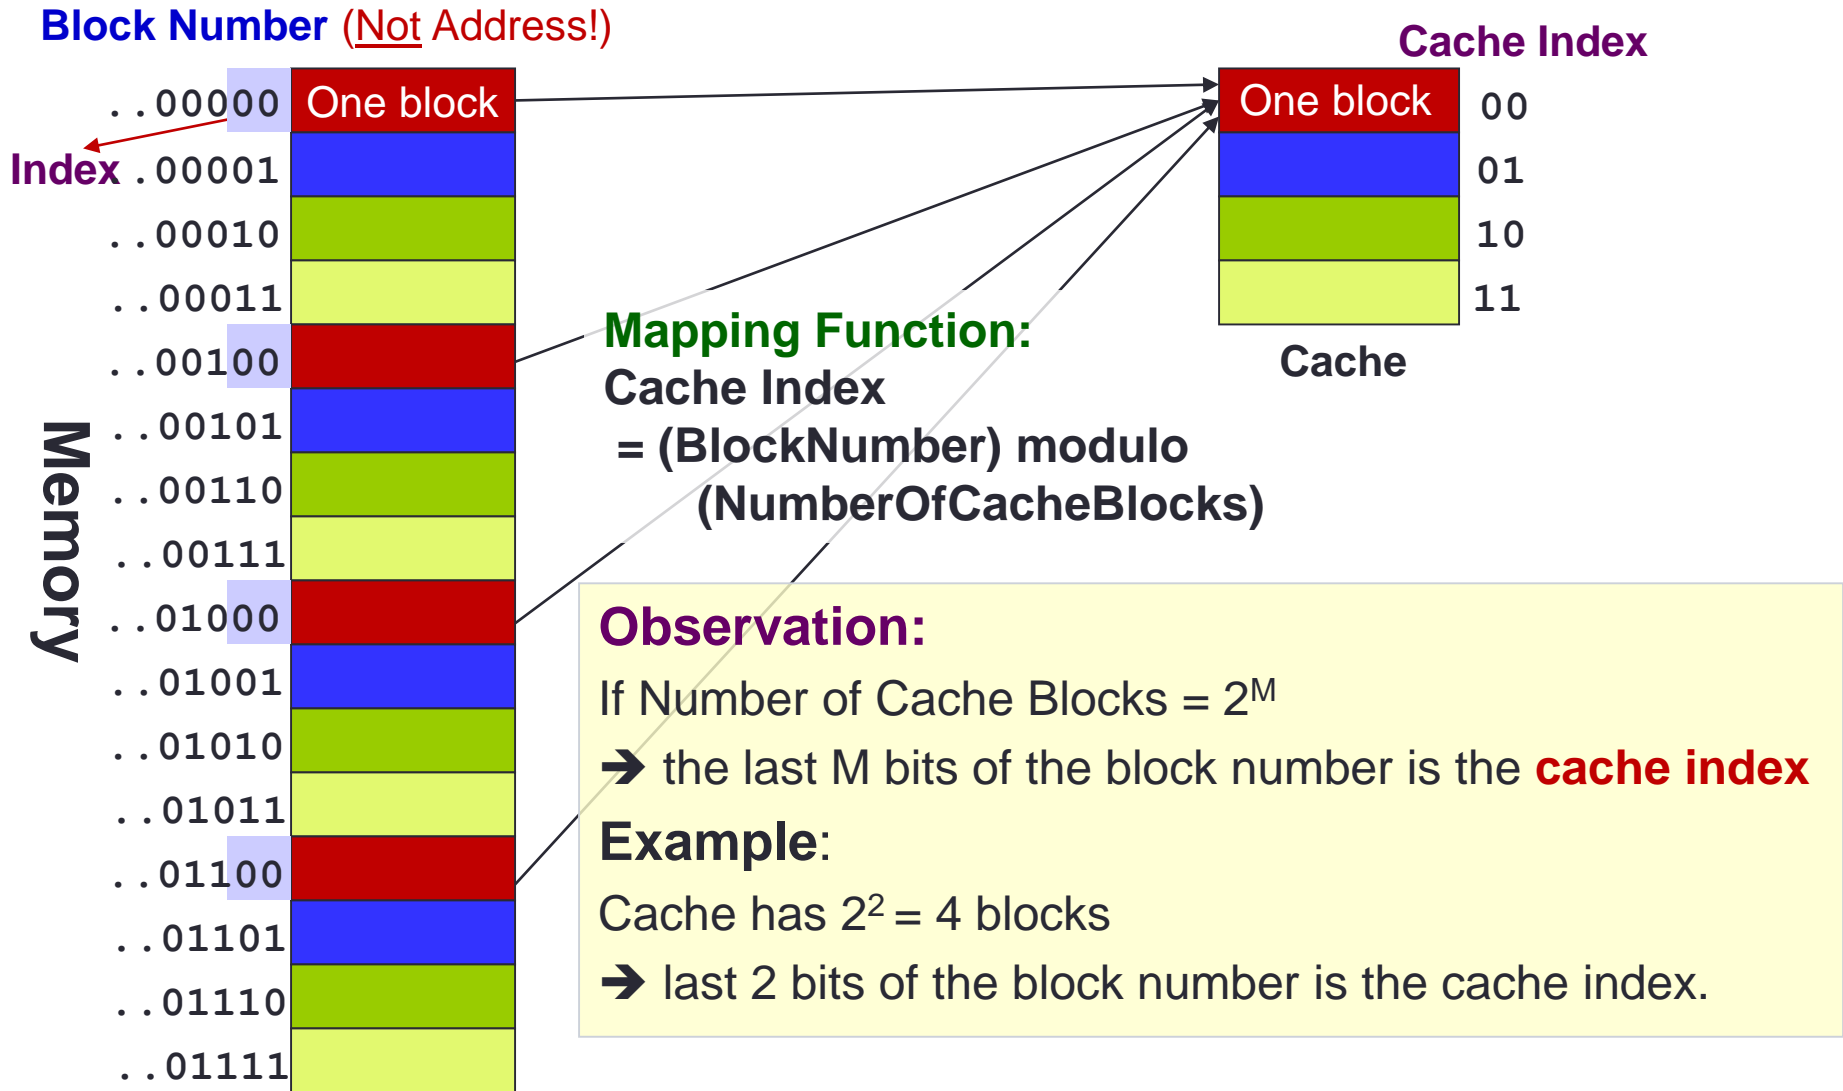 Block Number (Not Address!)
Cache Index
..00000 One block
One block 00
Index .00001
01
..00010
10
..00011
11
..00100
Cache
..00101
..00110
..00111
..01000
..01001
..01010
..01011
..01100
..01101
..01110
..01111
Memory
Mapping Function:
Cache Index
= (BlockNumber) modulo
(NumberOfCacheBlocks)
Observation:
If Number of Cache Blocks = 2^M
➔ the last M bits of the block number is the cache index
Example:
Cache has 2² = 4 blocks
➔ last 2 bits of the block number is the cache index.